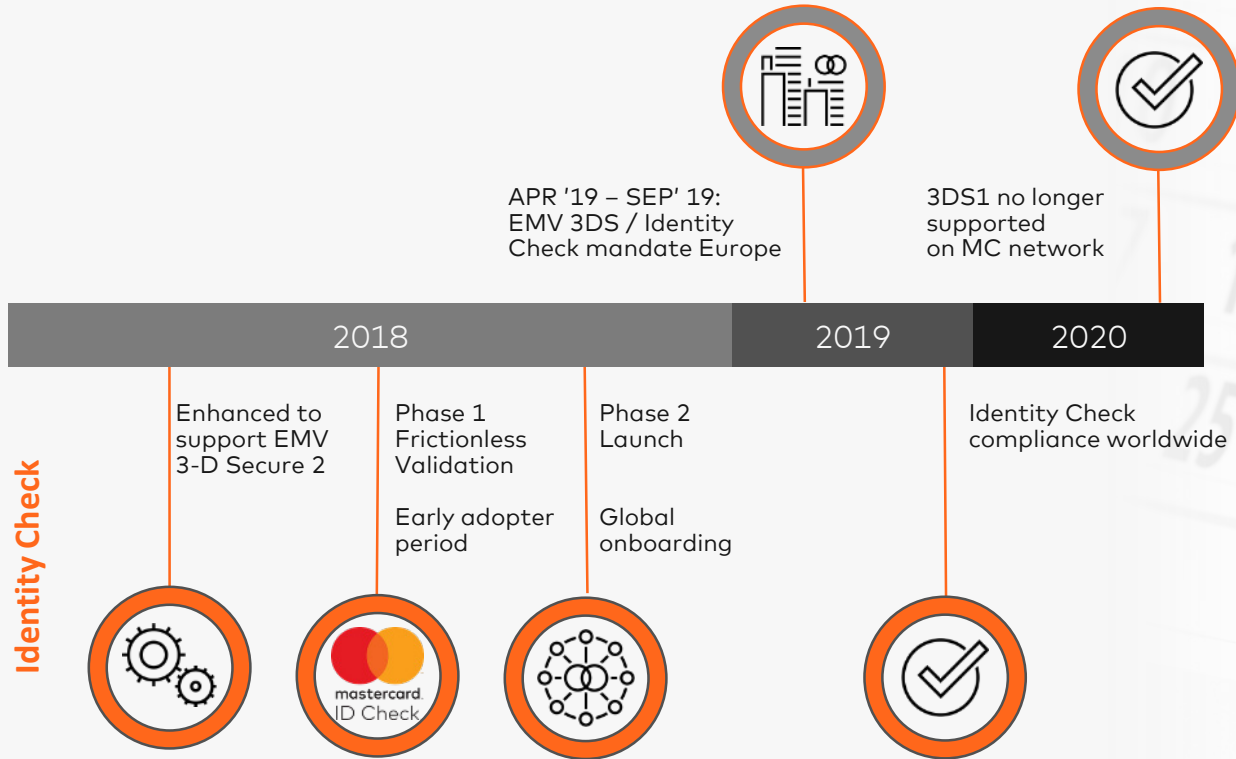 APR '19 – SEP' 19:
EMV 3DS / Identity
Check mandate Europe
3DS1 no longer
supported
on MC network
2018
2019
2020
Enhanced to
support EMV
3-D Secure 2
Phase 1
Frictionless
Validation
Early adopter
period
Phase 2
Launch
Global
onboarding
Identity Check
compliance worldwide
Identity Check
mastercard.
ID Check
7
25